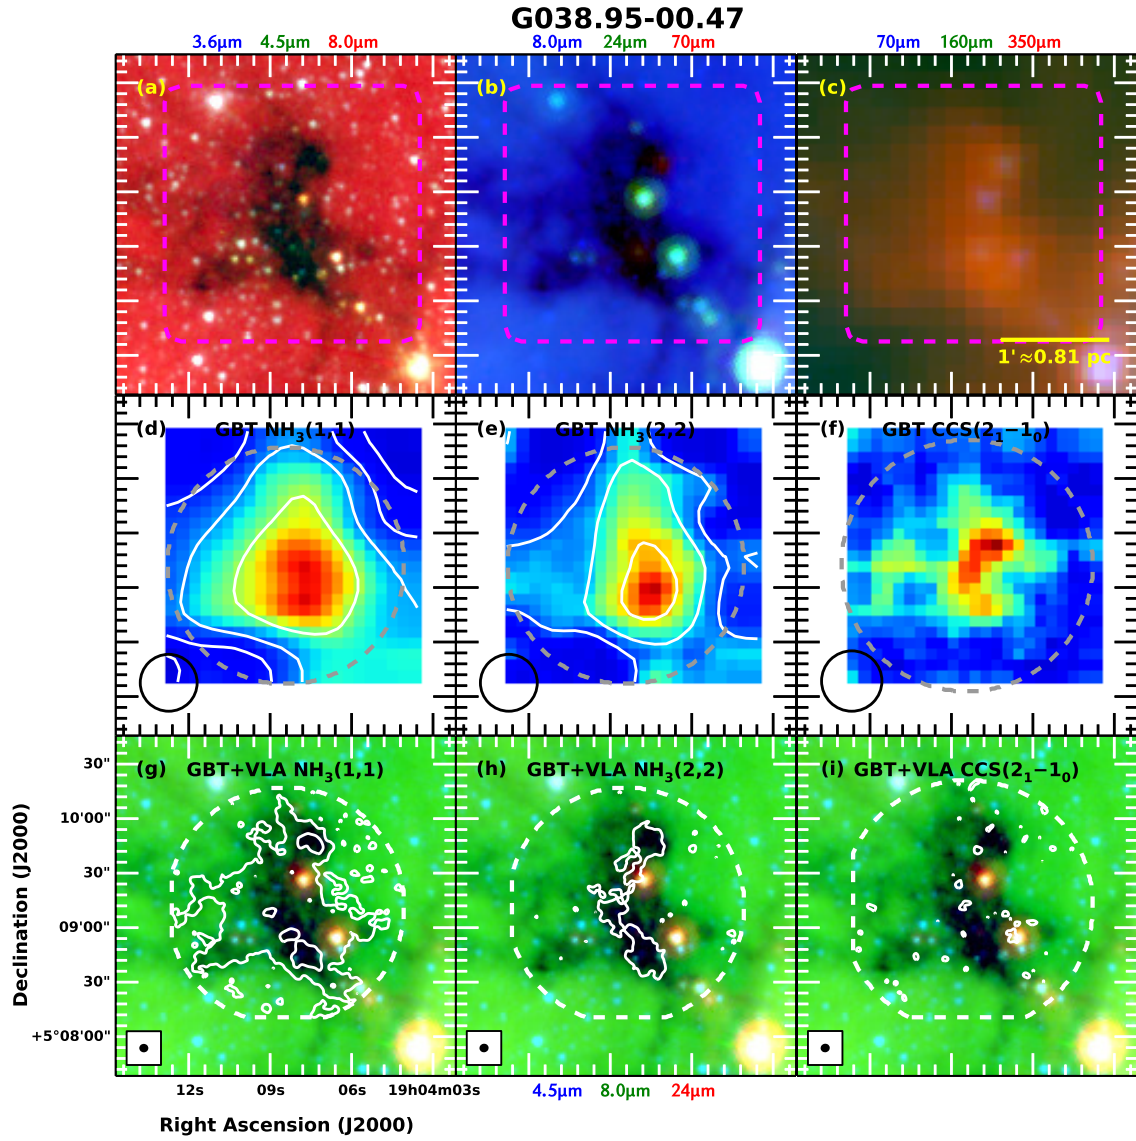 G038.95-00.47
3.6μm 4.5μm 8.0μm 8.0μm 24μm 70μm 70μm 160μm 350μm
(a) (b) (c)
1'≈0.81 pc
(d) GBT NH₃(1,1) (e) GBT NH₃(2,2) (f) GBT CCS(2₁−1₀)
(g) GBT+VLA NH₃(1,1) (h) GBT+VLA NH₃(2,2) (i) GBT+VLA CCS(2₁−1₀)
30"
10'00"
30"
09'00"
30"
+5°08'00"
Declination (J2000)
12s 09s 06s 19h04m03s 4.5μm 8.0μm 24μm
Right Ascension (J2000)